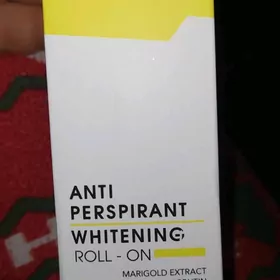 ANTI
PERSPIRANT
WHITENING
ROLL - ON
MARIGOLD EXTRACT